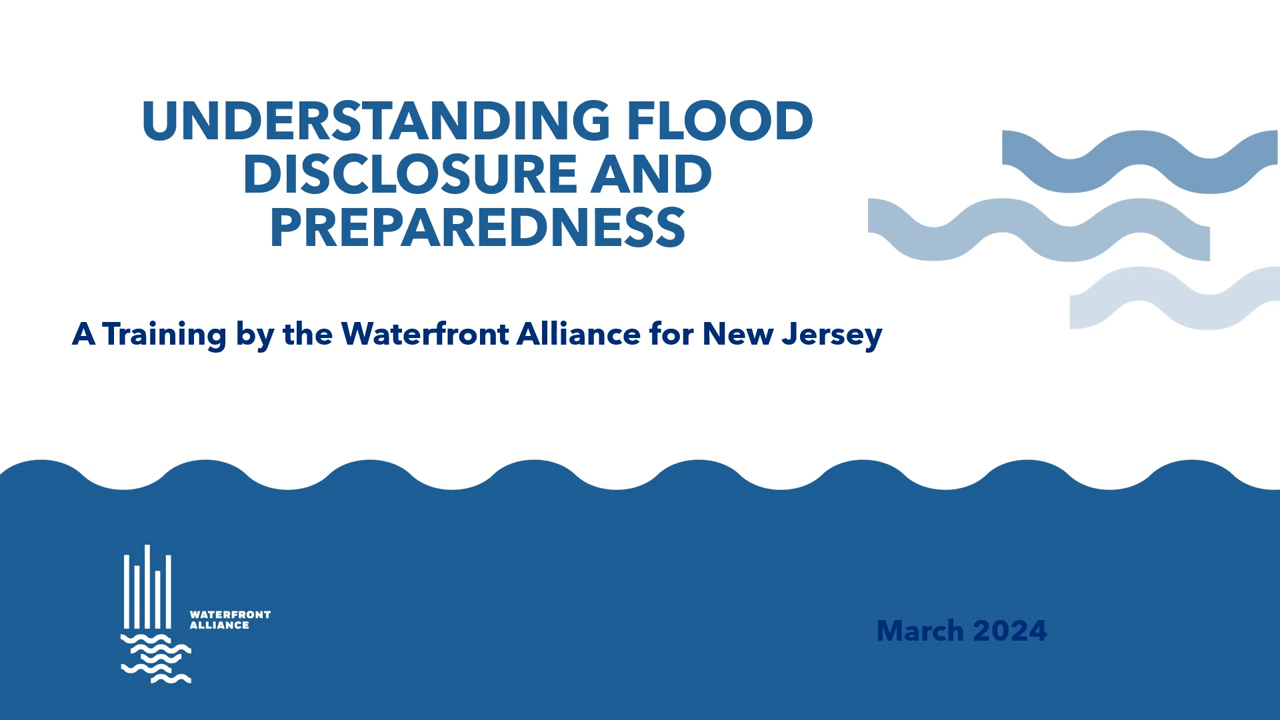 UNDERSTANDING FLOOD
DISCLOSURE AND
PREPAREDNESS
A Training by the Waterfront Alliance for New Jersey
WATERFRONT
ALLIANCE
March 2024